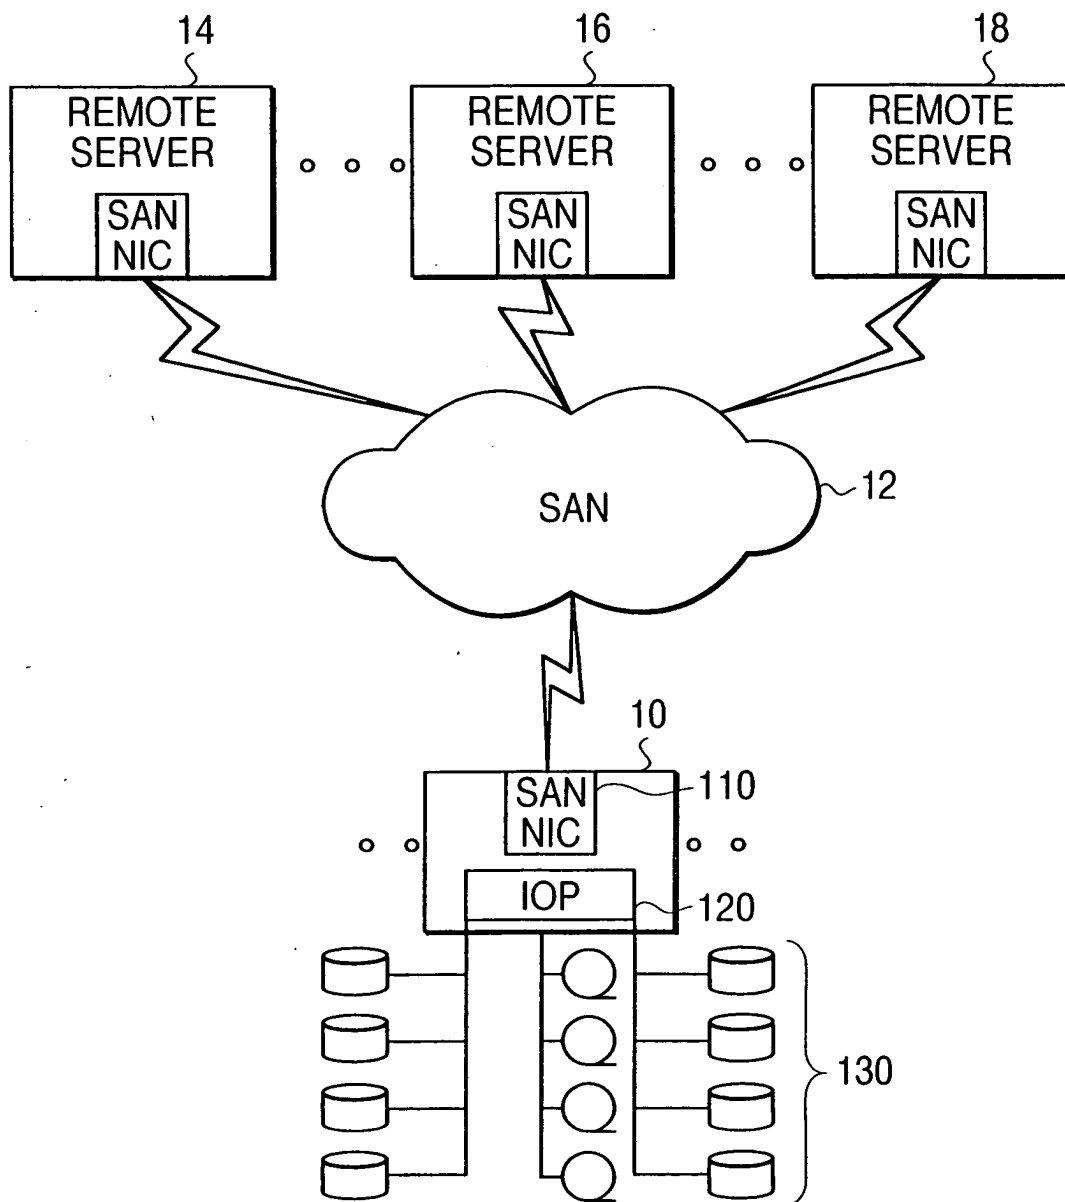 14
16
18
REMOTE
SERVER
REMOTE
SERVER
REMOTE
SERVER
SAN
NIC
SAN
NIC
SAN
NIC
SAN
12
10
SAN
NIC
110
IOP
120
130